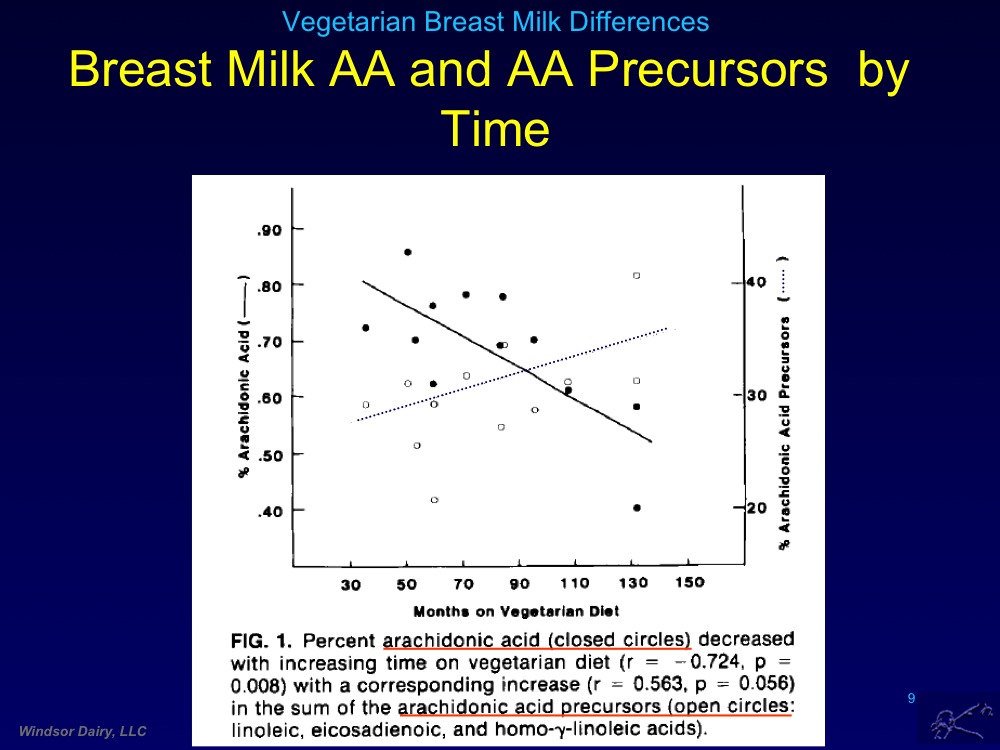 Vegetarian Breast Milk Differences
Breast Milk AA and AA Precursors by
Time
.90
.80
.70
.60
.50
.40
% Arachidonic Acid (——)
40
30
20
% Arachidonic Acid Precursors (......)
30 50 70 90 110 130 150
Months on Vegetarian Diet
FIG. 1. Percent arachidonic acid (closed circles) decreased
with increasing time on vegetarian diet (r = −0.724, p =
0.008) with a corresponding increase (r = 0.563, p = 0.056)
in the sum of the arachidonic acid precursors (open circles:
linoleic, eicosadienoic, and homo-γ-linoleic acids).
9
Windsor Dairy, LLC